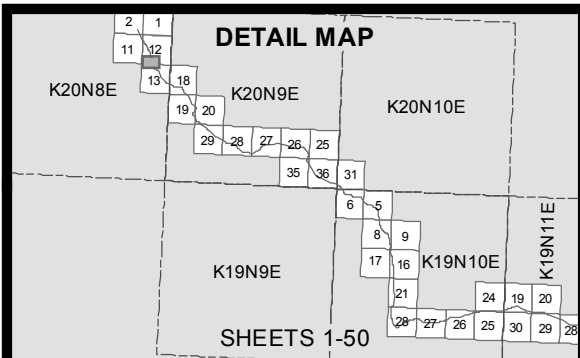 2 1
DETAIL MAP
11 12
K20N8E
13 18
K20N9E
K20N10E
19 20
29 28 27 26 25
35 36 31
6 5
8 9
K19N11E
17 16
K19N10E
K19N9E
21
24 19 20
28 27 26 25 30 29 28
SHEETS 1-50